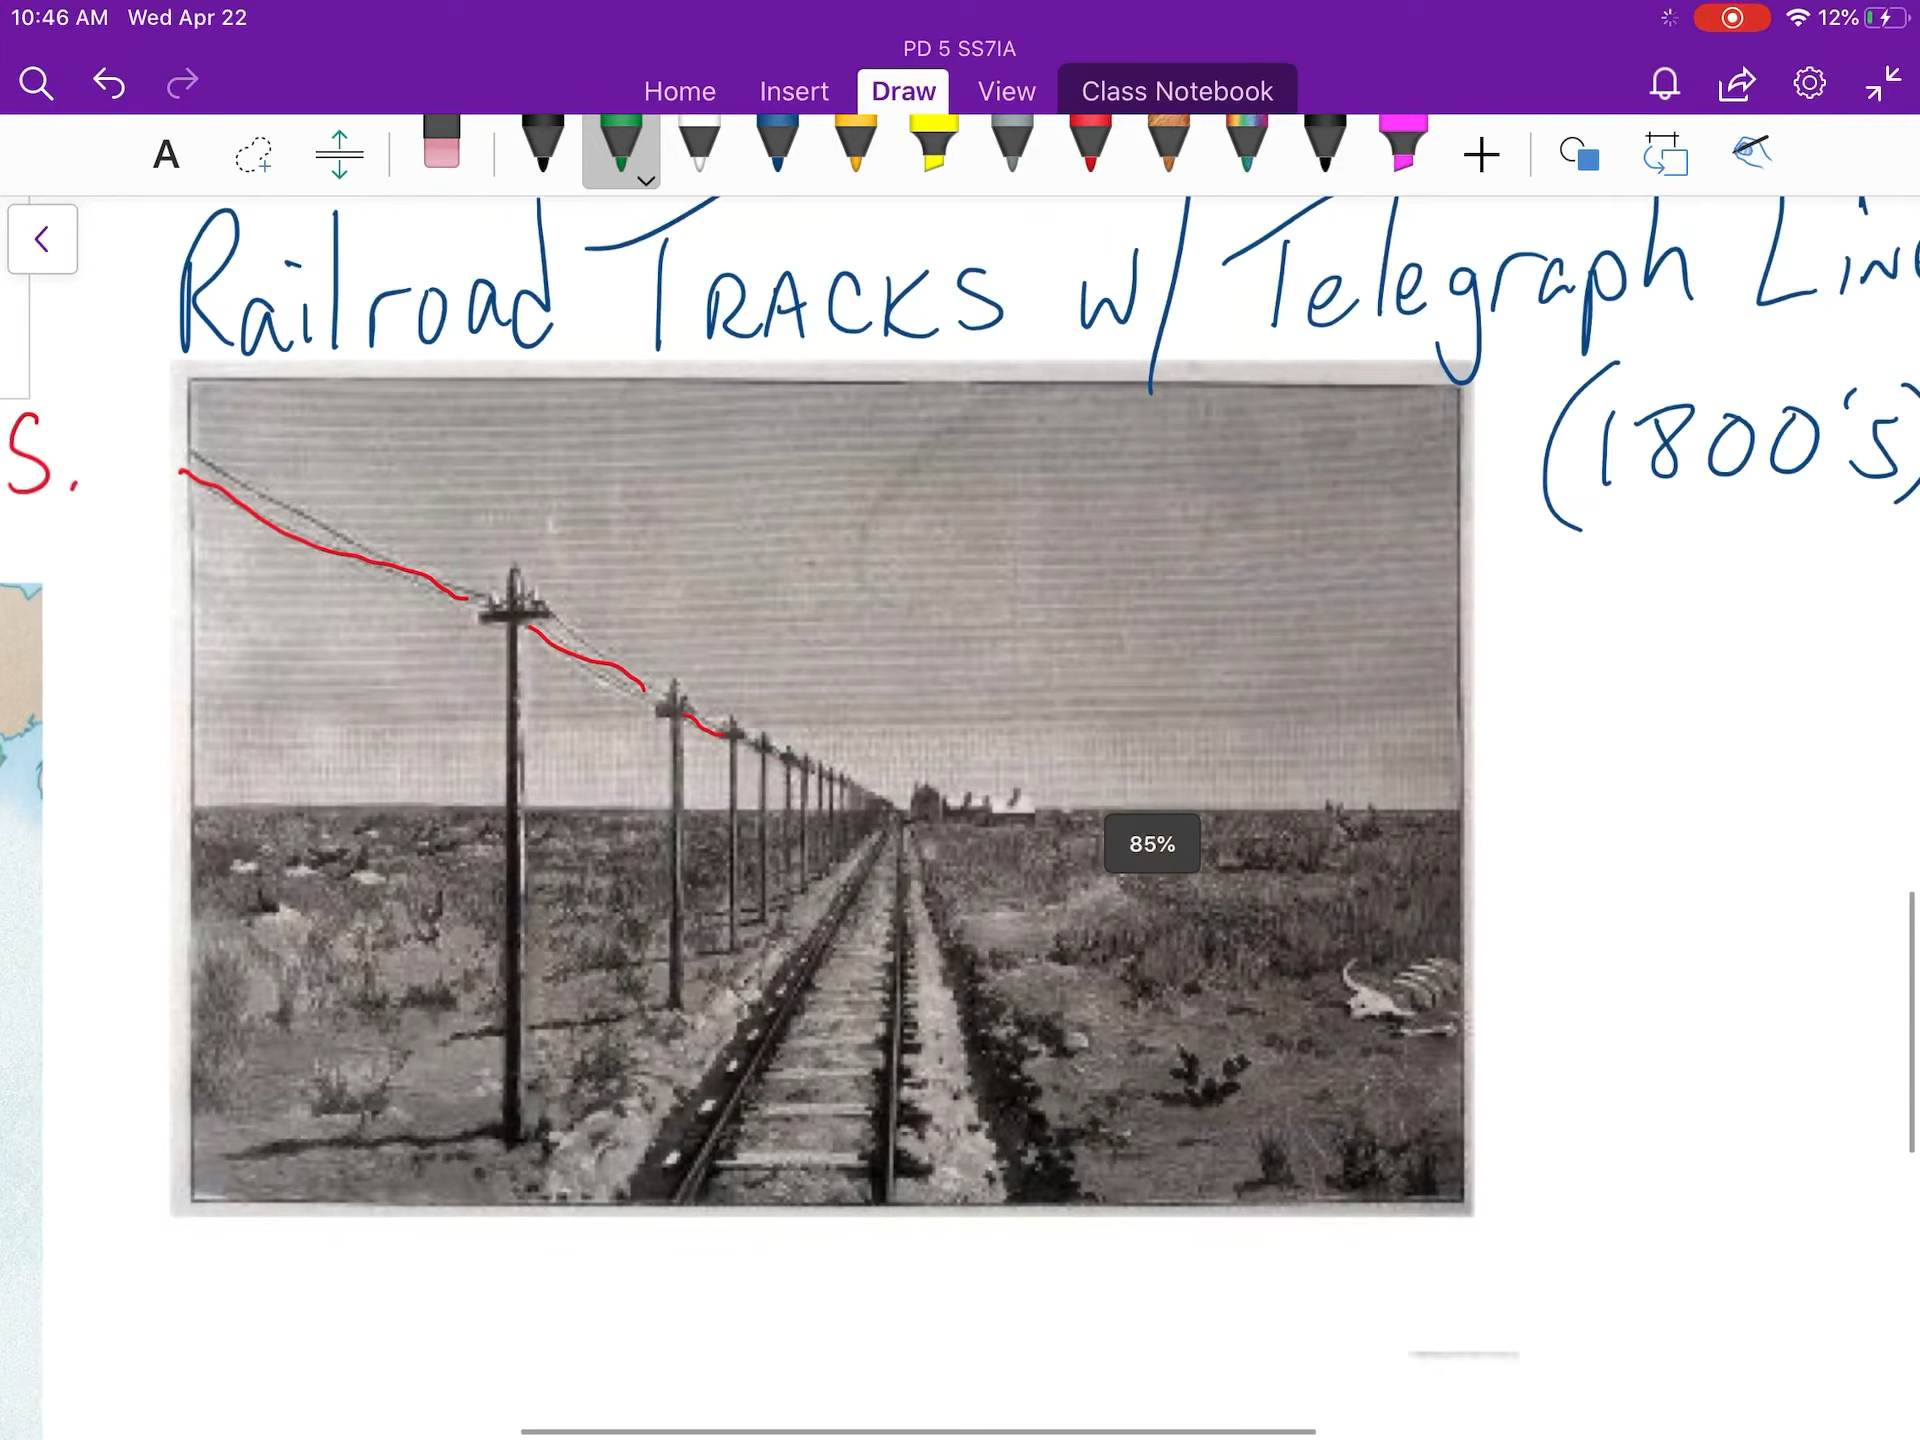 10:46 AM Wed Apr 22
12%
PD 5 SS7IA
Home Insert Draw View Class Notebook
A
Railroad TRACKS w/ Telegraph Line
(1800's)
S.
85%